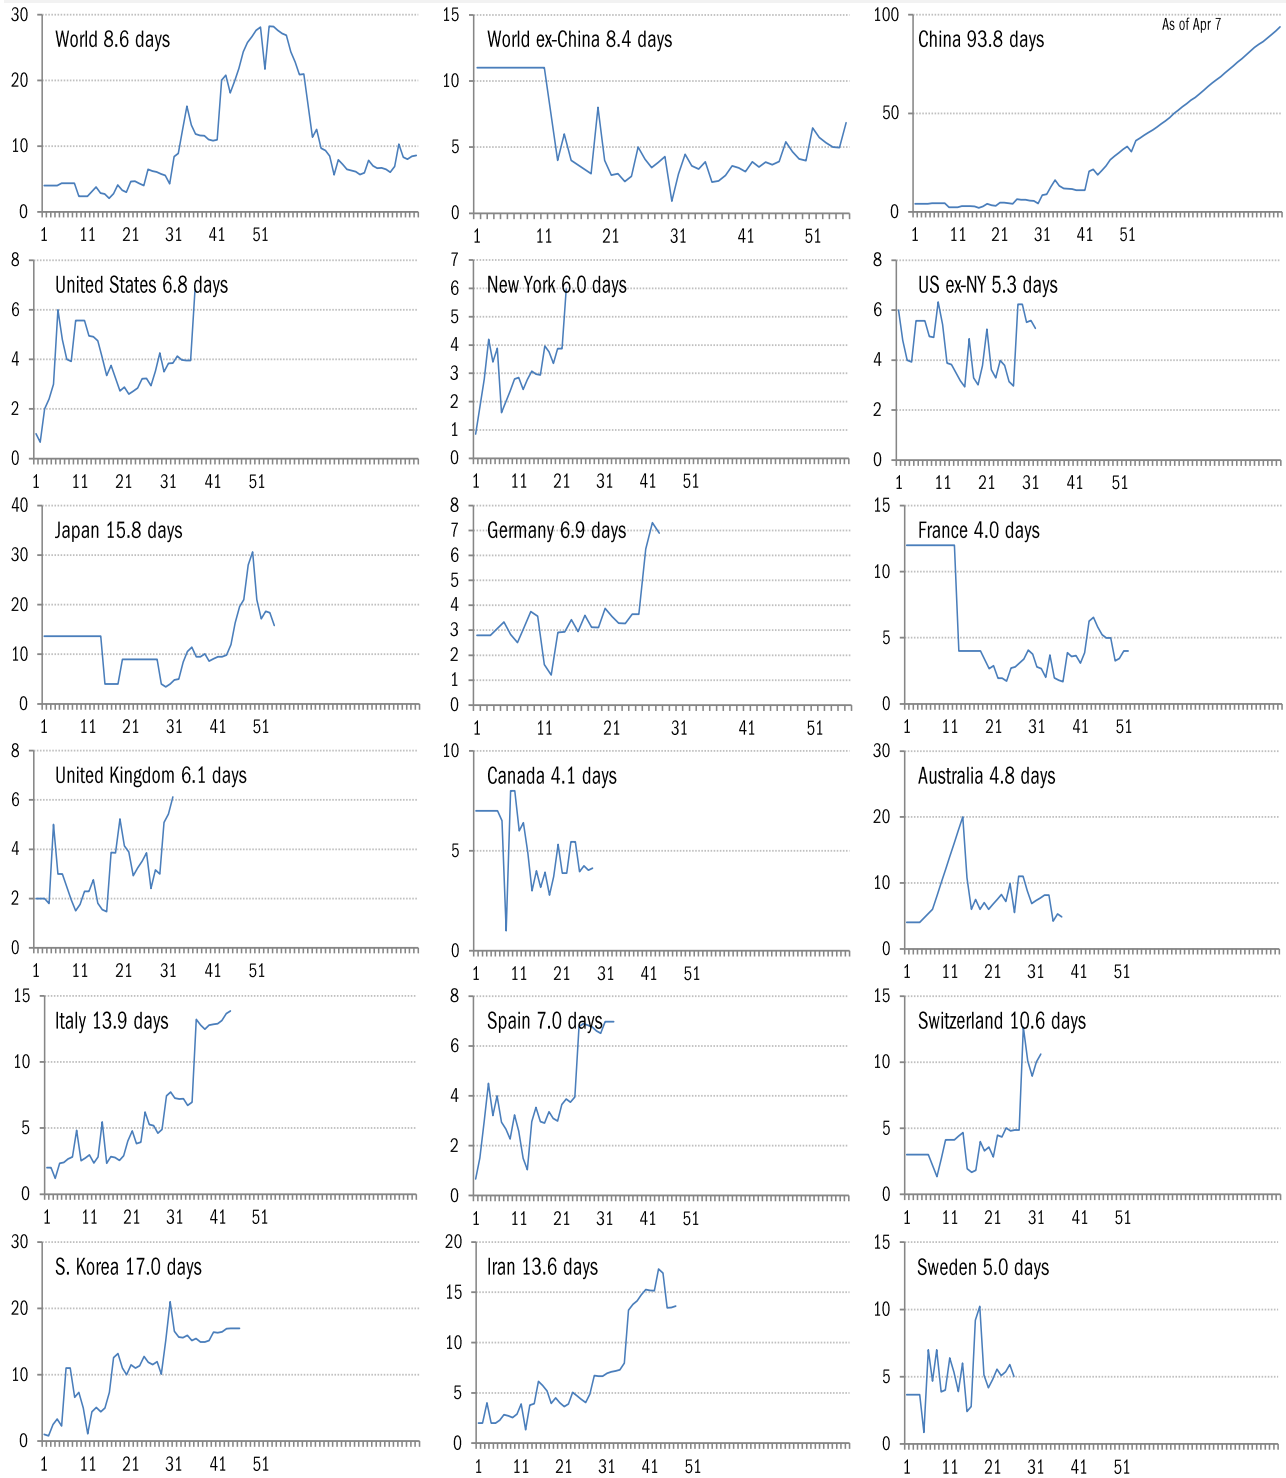 World 8.6 days
30
20
10
0
1 11 21 31 41 51
World ex-China 8.4 days
15
10
5
0
1 11 21 31 41 51
China 93.8 days
As of Apr 7
100
50
0
1 11 21 31 41 51
United States 6.8 days
8
6
4
2
0
1 11 21 31 41 51
New York 6.0 days
7
6
5
4
3
2
1
0
1 11 21 31 41 51
US ex-NY 5.3 days
8
6
4
2
0
1 11 21 31 41 51
Japan 15.8 days
40
30
20
10
0
1 11 21 31 41 51
Germany 6.9 days
8
7
6
5
4
3
2
1
0
1 11 21 31 41 51
France 4.0 days
15
10
5
0
1 11 21 31 41 51
United Kingdom 6.1 days
8
6
4
2
0
1 11 21 31 41 51
Canada 4.1 days
10
5
0
1 11 21 31 41 51
Australia 4.8 days
30
20
10
0
1 11 21 31 41 51
Italy 13.9 days
15
10
5
0
1 11 21 31 41 51
Spain 7.0 days
8
6
4
2
0
1 11 21 31 41 51
Switzerland 10.6 days
15
10
5
0
1 11 21 31 41 51
S. Korea 17.0 days
30
20
10
0
1 11 21 31 41 51
Iran 13.6 days
20
15
10
5
0
1 11 21 31 41 51
Sweden 5.0 days
15
10
5
0
1 11 21 31 41 51